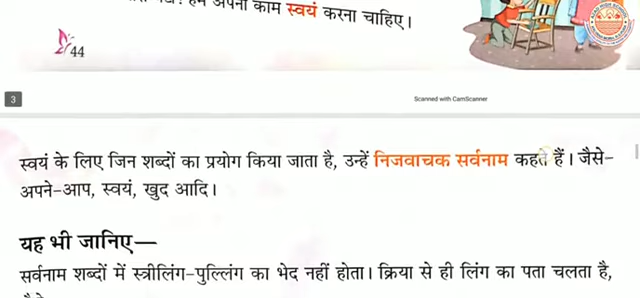 अपना काम स्वयं करना चाहिए।
44
3
Scanned with CamScanner
स्वयं के लिए जिन शब्दों का प्रयोग किया जाता है, उन्हें निजवाचक सर्वनाम कहते हैं। जैसे-
अपने-आप, स्वयं, खुद आदि।
यह भी जानिए—
सर्वनाम शब्दों में स्त्रीलिंग-पुल्लिंग का भेद नहीं होता। क्रिया से ही लिंग का पता चलता है,